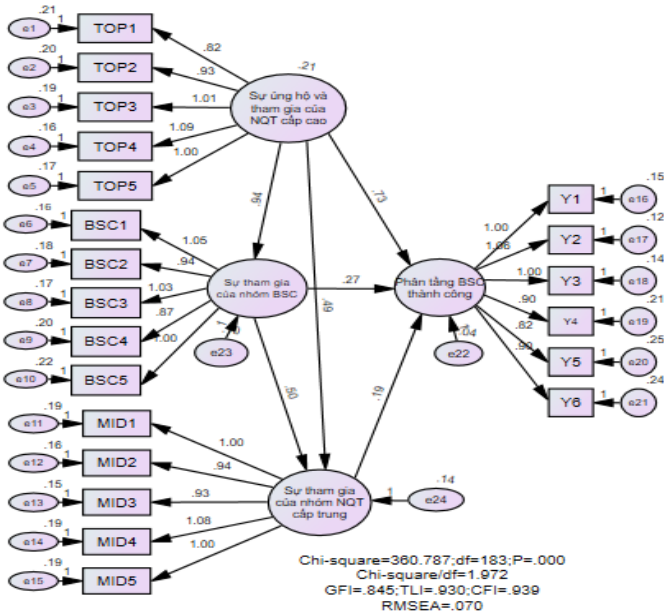 .21
e1 1 TOP1
.20
e2 1 TOP2
.19
e3 1 TOP3
.16
e4 1 TOP4
.17
e5 1 TOP5
.82
.93
1.01
1.09
1.00
.21
Sự ủng hộ và
tham gia của
NQT cấp cao
.94
.49
.73
.16
e6 1 BSC1
.18
e7 1 BSC2
.17
e8 1 BSC3
.20
e9 1 BSC4
.22
e10 1 BSC5
1.05
.94
1.03
.87
1.00
Sự tham gia
của nhóm BSC
.27
1
e23
Phân tầng BSC
thành công
.04
e22
1.00
1.06
1.00
.90
.82
.15
Y1 1 e16
.12
Y2 1 e17
.14
Y3 1 e18
.21
Y4 1 e19
.25
Y5 1 e20
.24
Y6 1 e21
.19
.19
e11 1 MID1
.16
e12 1 MID2
.15
e13 1 MID3
.19
e14 1 MID4
.19
e15 1 MID5
1.00
.94
.93
1.08
1.00
Sự tham gia
của nhóm NQT
cấp trung
.14
1 e24
Chi-square=360.787;df=183;P=.000
Chi-square/df=1.972
GFI=.845;TLI=.930;CFI=.939
RMSEA=.070